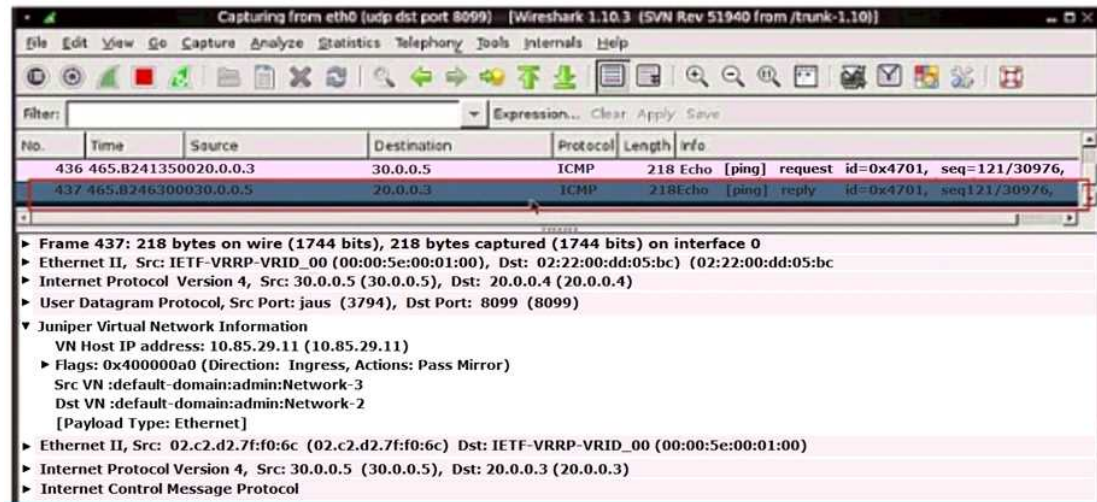 Capturing from eth0 (udp dst port 8099) [Wireshark 1.10.3 (SVN Rev 51940 from /trunk-1.10)]
File Edit View Go Capture Analyze Statistics Telephony Tools Internals Help
Filter: Expression... Clear Apply Save
No. Time Source Destination Protocol Length Info
436 465.B241350020.0.0.3 30.0.0.5 ICMP 218 Echo [ping] request id=0x4701, seq=121/30976,
437 465.B246300030.0.0.5 20.0.0.3 ICMP 218Echo [ping] reply id=0x4701, seq121/30976,
Frame 437: 218 bytes on wire (1744 bits), 218 bytes captured (1744 bits) on interface 0
Ethernet II, Src: IETF-VRRP-VRID_00 (00:00:5e:00:01:00), Dst: 02:22:00:dd:05:bc) (02:22:00:dd:05:bc
Internet Protocol Version 4, Src: 30.0.0.5 (30.0.0.5), Dst: 20.0.0.4 (20.0.0.4)
User Datagram Protocol, Src Port: jaus (3794), Dst Port: 8099 (8099)
Juniper Virtual Network Information
VN Host IP address: 10.85.29.11 (10.85.29.11)
Flags: 0x400000a0 (Direction: Ingress, Actions: Pass Mirror)
Src VN :default-domain:admin:Network-3
Dst VN :default-domain:admin:Network-2
[Payload Type: Ethernet]
Ethernet II, Src: 02.c2.d2.7f:f0:6c (02.c2.d2.7f:f0:6c) Dst: IETF-VRRP-VRID_00 (00:00:5e:00:01:00)
Internet Protocol Version 4, Src: 30.0.0.5 (30.0.0.5), Dst: 20.0.0.3 (20.0.0.3)
Internet Control Message Protocol